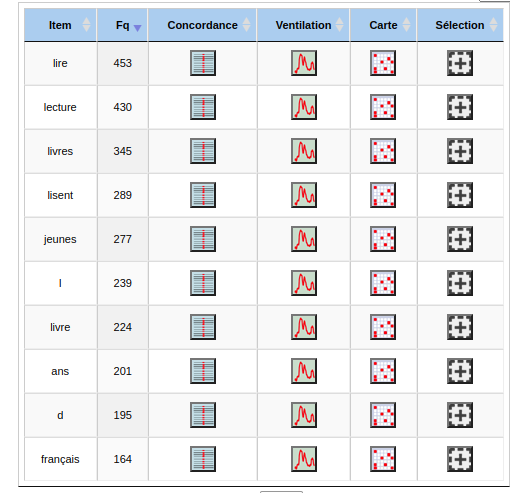 Item Fq Concordance Ventilation Carte Sélection
lire 453
lecture 430
livres 345
lisent 289
jeunes 277
l 239
livre 224
ans 201
d 195
français 164